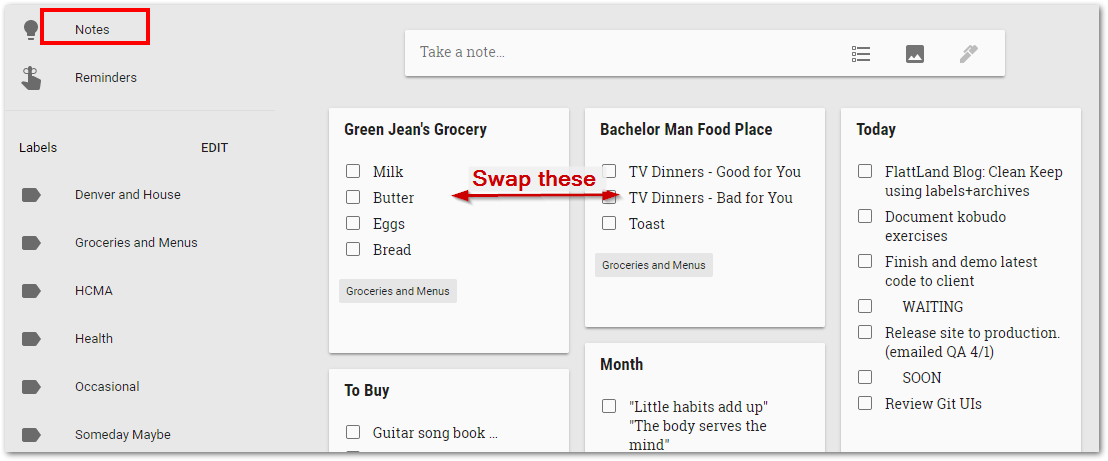 Notes
Reminders
Labels EDIT
Denver and House
Groceries and Menus
HCMA
Health
Occasional
Someday Maybe
Take a note...
Green Jean's Grocery
Milk
Butter
Eggs
Bread
Groceries and Menus
Swap these
Bachelor Man Food Place
TV Dinners - Good for You
TV Dinners - Bad for You
Toast
Groceries and Menus
Today
FlattLand Blog: Clean Keep
using labels+archives
Document kobudo
exercises
Finish and demo latest
code to client
WAITING
Release site to production.
(emailed QA 4/1)
SOON
Review Git UIs
To Buy
Guitar song book ...
Month
"Little habits add up"
"The body serves the
mind"